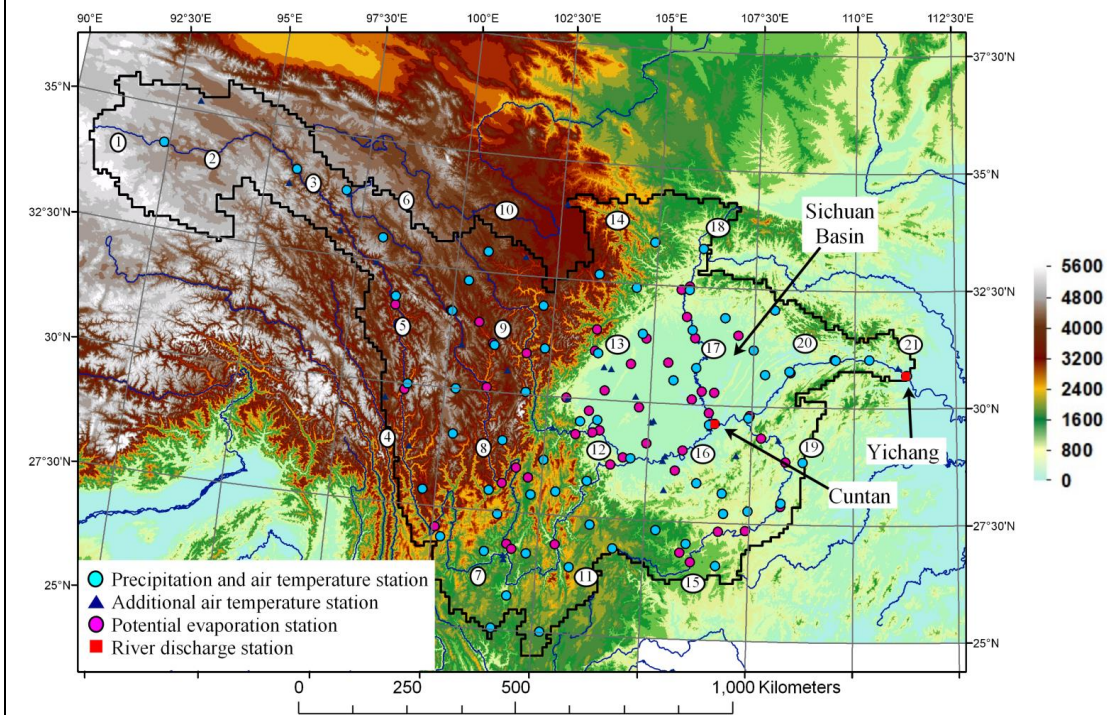 90°E 92°30'E 95°E 97°30'E 100°E 102°30'E 105°E 107°30'E 110°E 112°30'E
37°30'N
35°N
35°N
32°30'N
32°30'N
30°N
30°N
27°30'N
27°30'N
25°N
25°N
1
2
3
6
10
14
18
Sichuan
Basin
5
9
13
17
20
21
4
8
12
16
19
Yichang
Cuntan
7
11
15
5600
4800
4000
3200
2400
1600
800
0
Precipitation and air temperature station
Additional air temperature station
Potential evaporation station
River discharge station
0 250 500 1,000 Kilometers